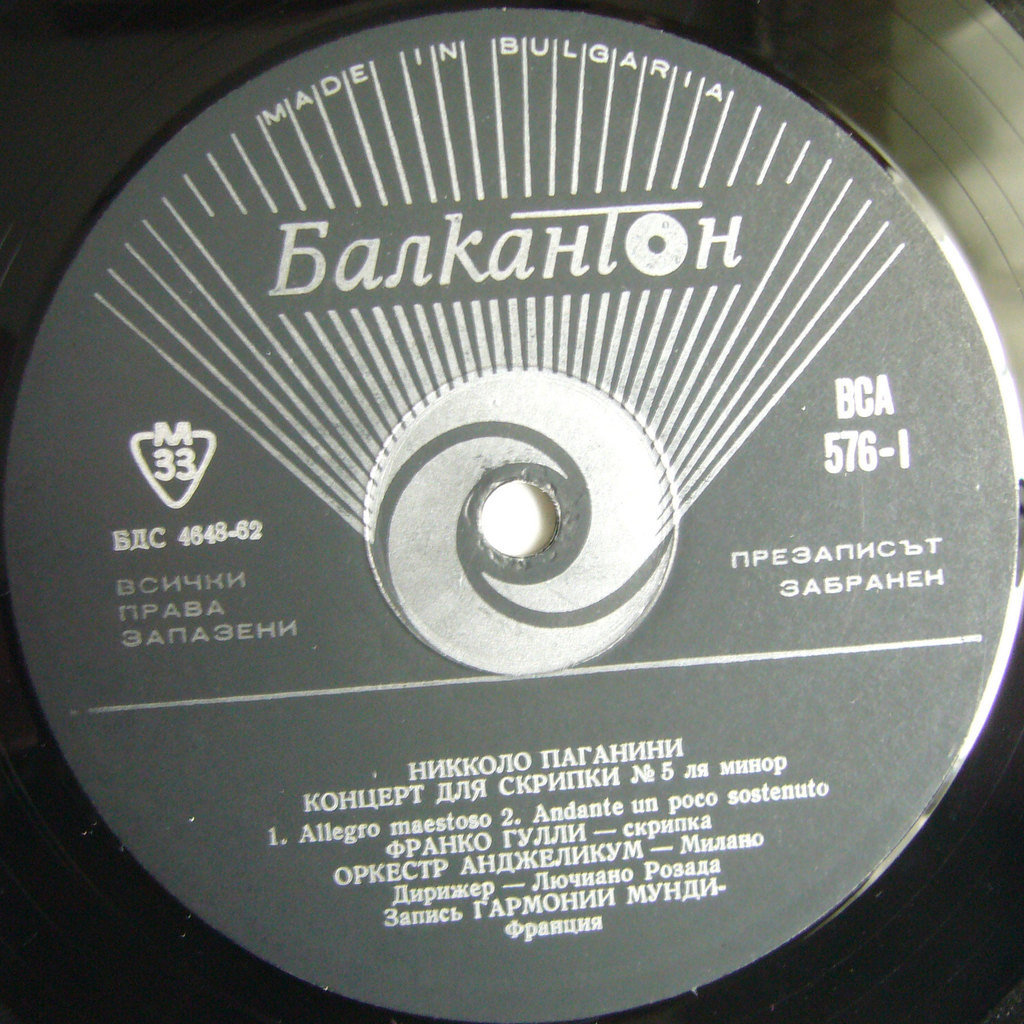 MADE IN BULGARIA
Балкантон
М
33
БДС 4648-62
ВСИЧКИ
ПРАВА
ЗАПАЗЕНИ
ВСА
576-I
ПРЕЗАПИСЪТ
ЗАБРАНЕН
НИККОЛО ПАГАНИНИ
КОНЦЕРТ ДЛЯ СКРИПКИ № 5 ля минор
1. Allegro maestoso 2. Andante un poco sostenuto
ФРАНКО ГУЛЛИ — скрипка
ОРКЕСТР АНДЖЕЛИКУМ — Милано
Дирижер — Лючиано Розада
Запись ГАРМОНИИ МУНДИ-
Франция